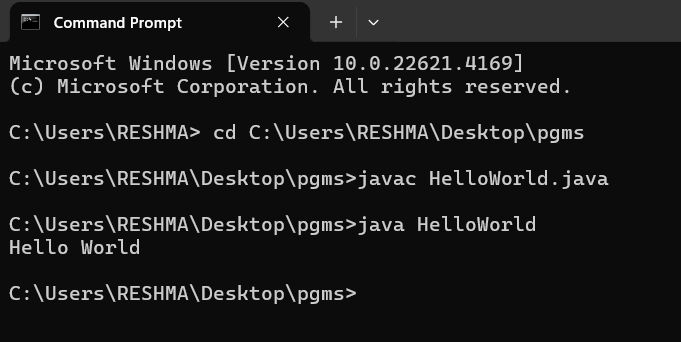 Command Prompt
Microsoft Windows [Version 10.0.22621.4169]
(c) Microsoft Corporation. All rights reserved.
C:\Users\RESHMA> cd C:\Users\RESHMA\Desktop\pgms
C:\Users\RESHMA\Desktop\pgms>javac HelloWorld.java
C:\Users\RESHMA\Desktop\pgms>java HelloWorld
Hello World
C:\Users\RESHMA\Desktop\pgms>